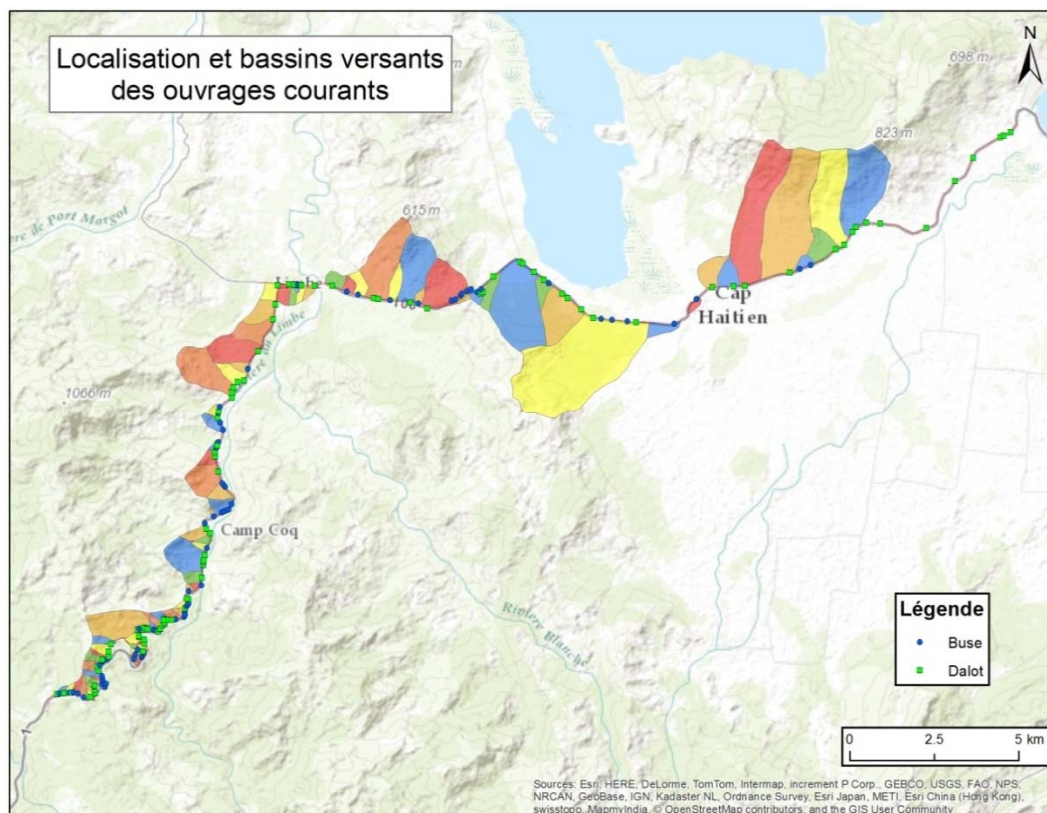 Localisation et bassins versants
des ouvrages courants
N
698 m
823 m
615 m
1066 m
Camp Coq
Cap
Haïtien
Rivière Blanche
1
Légende
Buse
Dalot
0 2.5 5 km
Sources: Esri, HERE, DeLorme, TomTom, Intermap, increment P Corp., GEBCO, USGS, FAO, NPS,
NRCAN, GeoBase, IGN, Kadaster NL, Ordnance Survey, Esri Japan, METI, Esri China (Hong Kong),
swisstopo, MapmyIndia, © OpenStreetMap contributors, and the GIS User Community